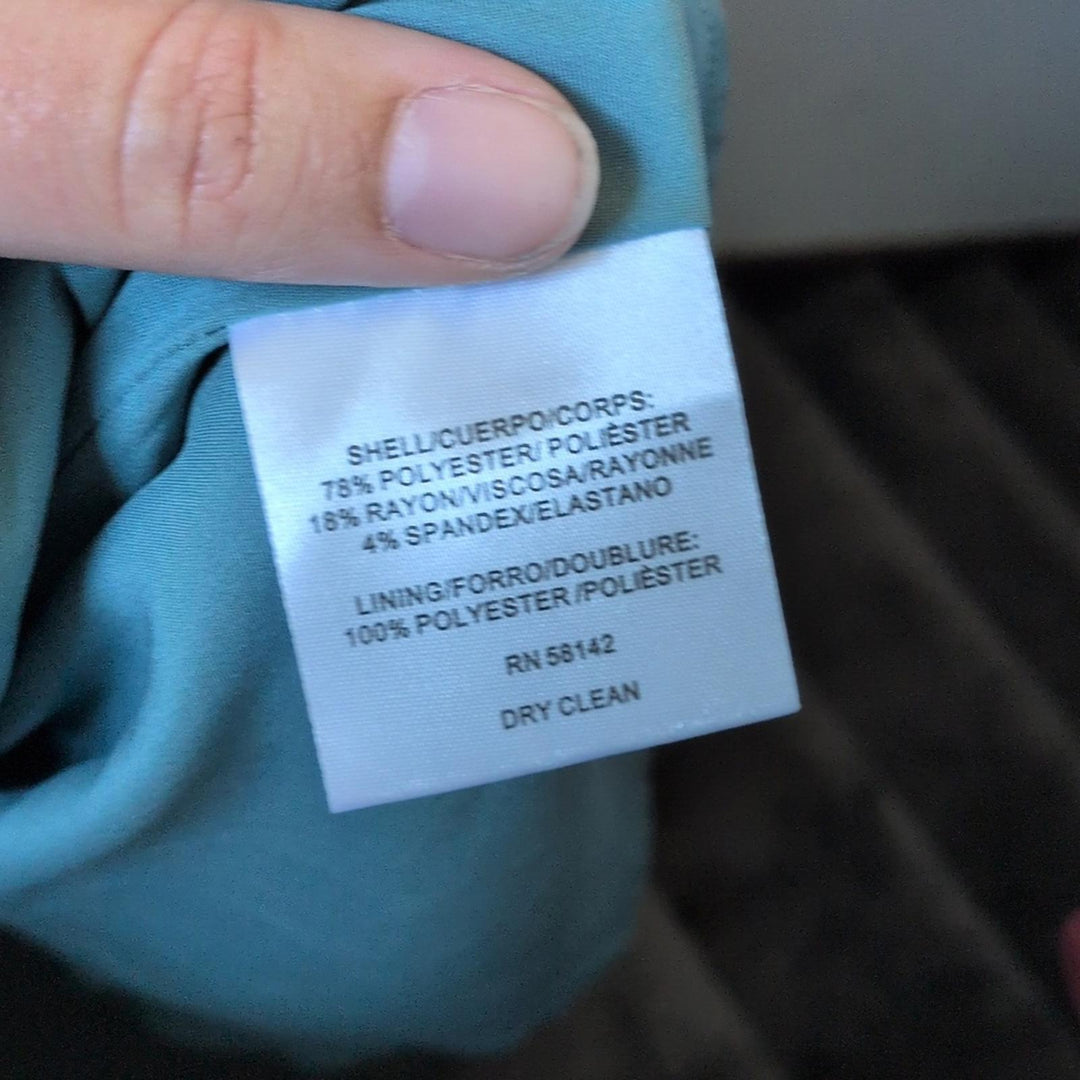 SHELL/CUERPO/CORPS:
78% POLYESTER/ POLIÈSTER
18% RAYON/VISCOSA/RAYONNE
4% SPANDEX/ELASTANO
LINING/FORRO/DOUBLURE:
100% POLYESTER /POLIÈSTER
RN 58142
DRY CLEAN